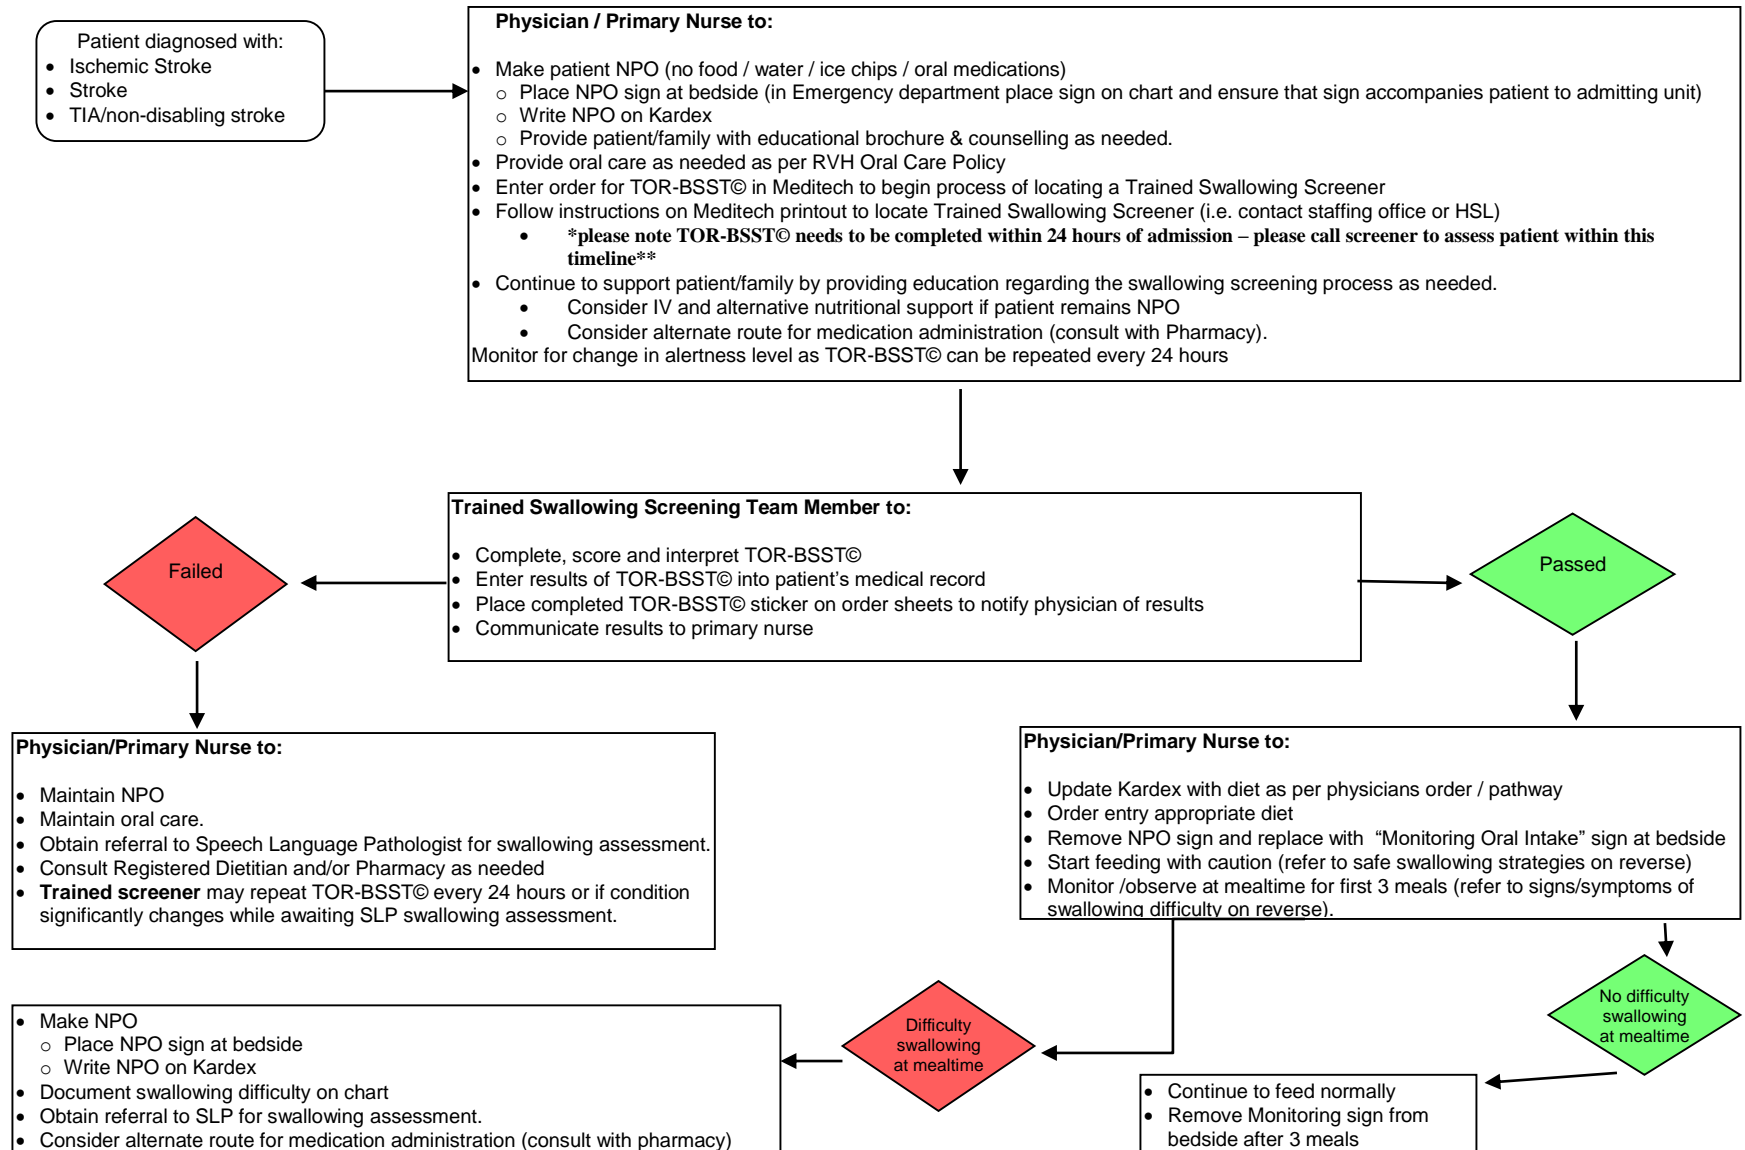 Patient diagnosed with:
• Ischemic Stroke
• Stroke
• TIA/non-disabling stroke
Physician / Primary Nurse to:
• Make patient NPO (no food / water / ice chips / oral medications)
o Place NPO sign at bedside (in Emergency department place sign on chart and ensure that sign accompanies patient to admitting unit)
o Write NPO on Kardex
o Provide patient/family with educational brochure & counselling as needed.
• Provide oral care as needed as per RVH Oral Care Policy
• Enter order for TOR-BSST© in Meditech to begin process of locating a Trained Swallowing Screener
• Follow instructions on Meditech printout to locate Trained Swallowing Screener (i.e. contact staffing office or HSL)
• *please note TOR-BSST© needs to be completed within 24 hours of admission – please call screener to assess patient within this
timeline**
• Continue to support patient/family by providing education regarding the swallowing screening process as needed.
• Consider IV and alternative nutritional support if patient remains NPO
• Consider alternate route for medication administration (consult with Pharmacy).
Monitor for change in alertness level as TOR-BSST© can be repeated every 24 hours
Trained Swallowing Screening Team Member to:
• Complete, score and interpret TOR-BSST©
• Enter results of TOR-BSST© into patient's medical record
• Place completed TOR-BSST© sticker on order sheets to notify physician of results
• Communicate results to primary nurse
Failed
Passed
Physician/Primary Nurse to:
• Maintain NPO
• Maintain oral care.
• Obtain referral to Speech Language Pathologist for swallowing assessment.
• Consult Registered Dietitian and/or Pharmacy as needed
• Trained screener may repeat TOR-BSST© every 24 hours or if condition
significantly changes while awaiting SLP swallowing assessment.
Physician/Primary Nurse to:
• Update Kardex with diet as per physicians order / pathway
• Order entry appropriate diet
• Remove NPO sign and replace with “Monitoring Oral Intake” sign at bedside
• Start feeding with caution (refer to safe swallowing strategies on reverse)
• Monitor /observe at mealtime for first 3 meals (refer to signs/symptoms of
swallowing difficulty on reverse).
No difficulty
swallowing
at mealtime
Difficulty
swallowing
at mealtime
• Make NPO
o Place NPO sign at bedside
o Write NPO on Kardex
• Document swallowing difficulty on chart
• Obtain referral to SLP for swallowing assessment.
• Consider alternate route for medication administration (consult with pharmacy)
• Continue to feed normally
• Remove Monitoring sign from
bedside after 3 meals